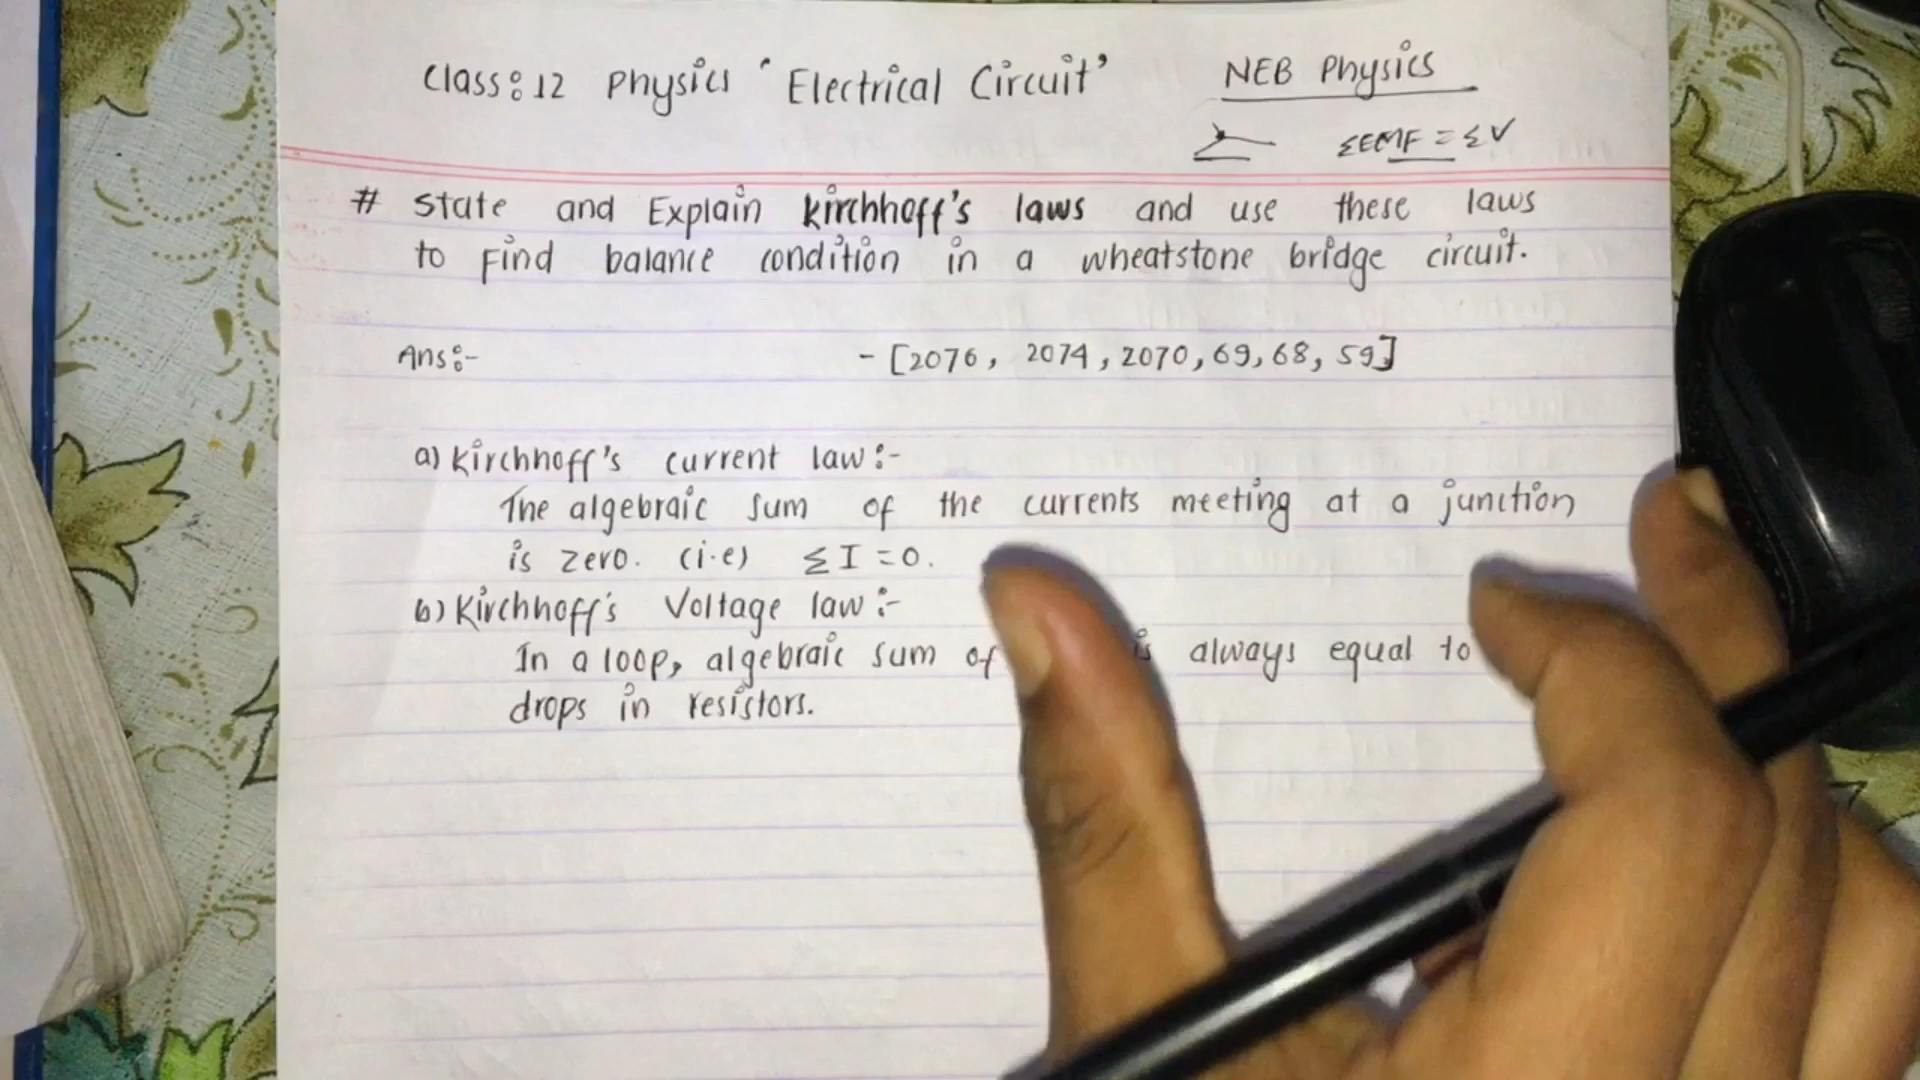 Class: 12 Physics 'Electrical Circuit'
NEB Physics
ΣEMF = ΣV
# State and Explain Kirchhoff's laws and use these laws
to Find balance condition in a wheatstone bridge circuit.
Ans:-
- [2076, 2074, 2070, 69, 68, 59]
a) Kirchhoff's current law:-
The algebraic sum of the currents meeting at a junction
is zero. (i.e) ΣI = 0.
b) Kirchhoff's Voltage law:-
In a loop, algebraic sum of is always equal to
drops in resistors.